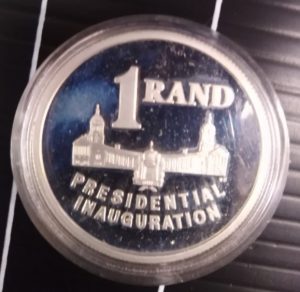 1 RAND
PRESIDENTIAL
INAUGURATION